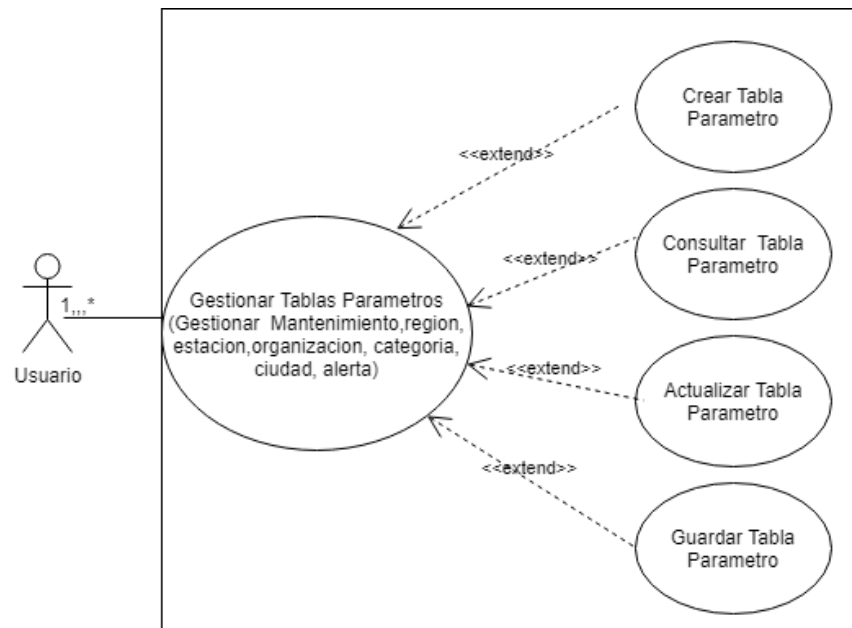 Crear Tabla
Parametro
<<extend>>
Consultar Tabla
Parametro
<<extend>>
1,,,*
Usuario
Gestionar Tablas Parametros
(Gestionar Mantenimiento,region,
estacion,organizacion, categoria,
ciudad, alerta)
<<extend>>
Actualizar Tabla
Parametro
<<extend>>
Guardar Tabla
Parametro